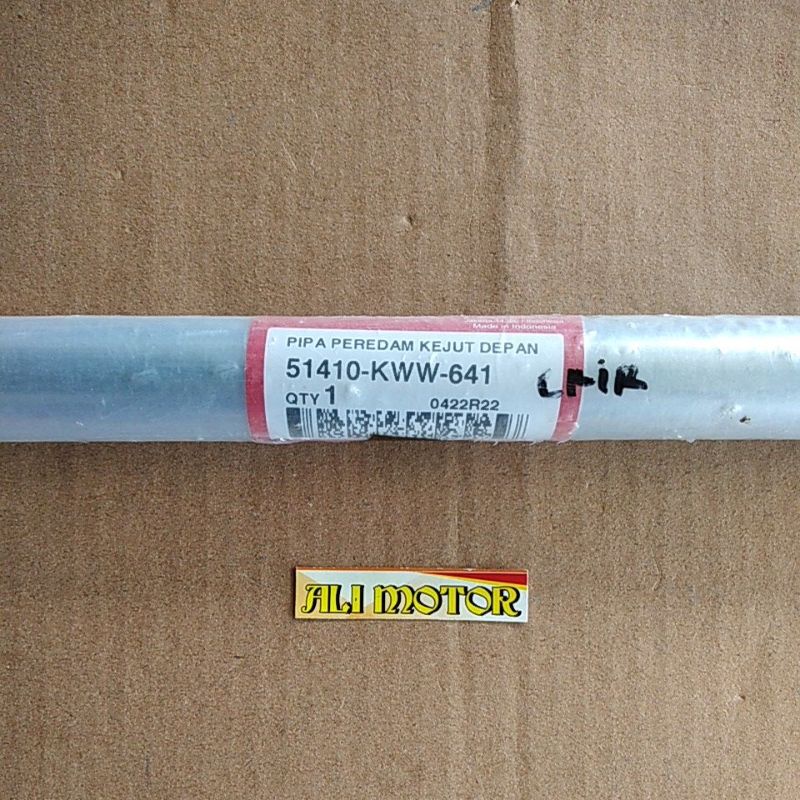 Made in Indonesia
PIPA PEREDAM KEJUT DEPAN
51410-KWW-641
QTY 1 0422R22
ALI MOTOR